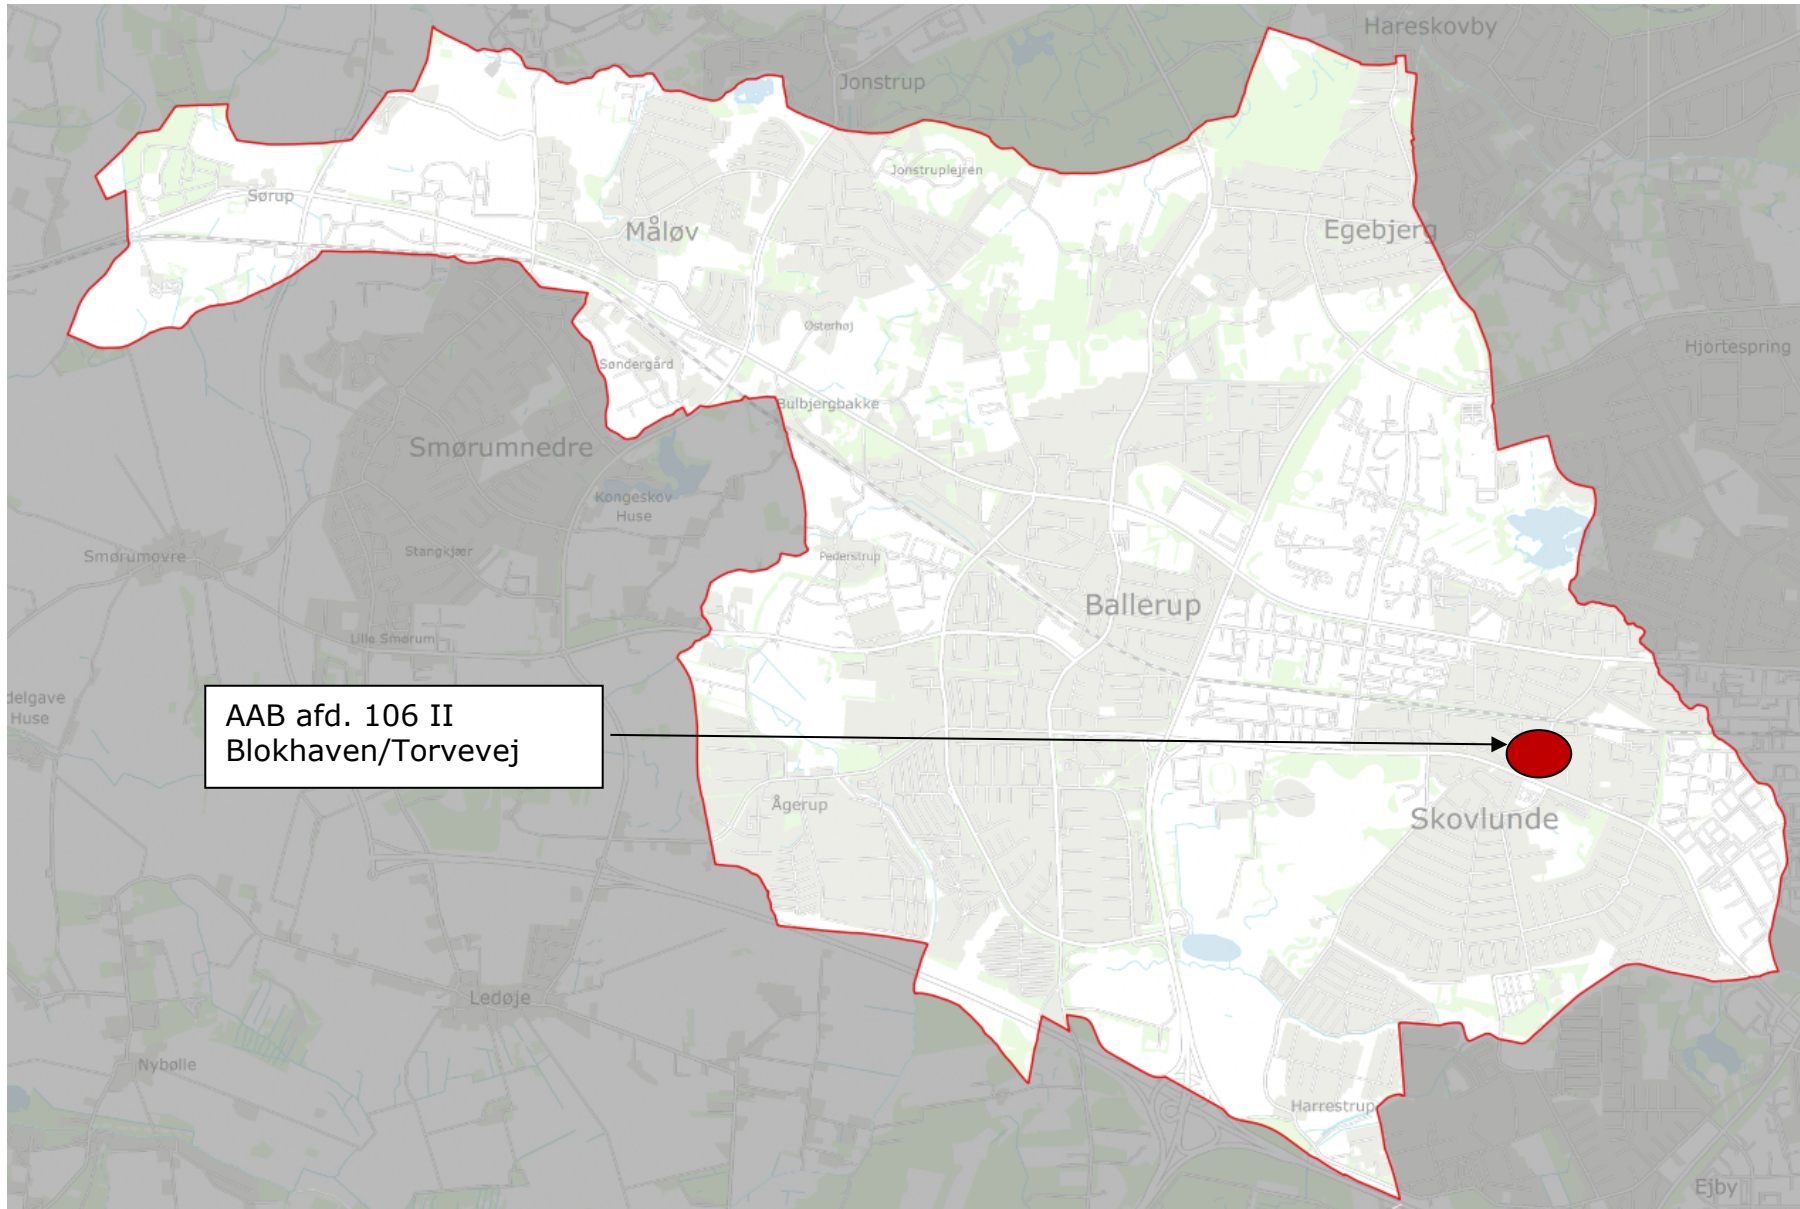 Hareskovby
Jonstrup
Jonstruplejren
Sørup
Måløv
Egebjerg
Østerhøj
Hjortespring
Søndergård
Bulbjergbakke
Smørumnedre
Kongeskov
Huse
Smørumovre
Stangkjær
Pederstrup
Ballerup
Lille Smørum
delgave
Huse
AAB afd. 106 II
Blokhaven/Torvevej
Ågerup
Skovlunde
Ledøje
Nybølle
Harrestrup
Ejby